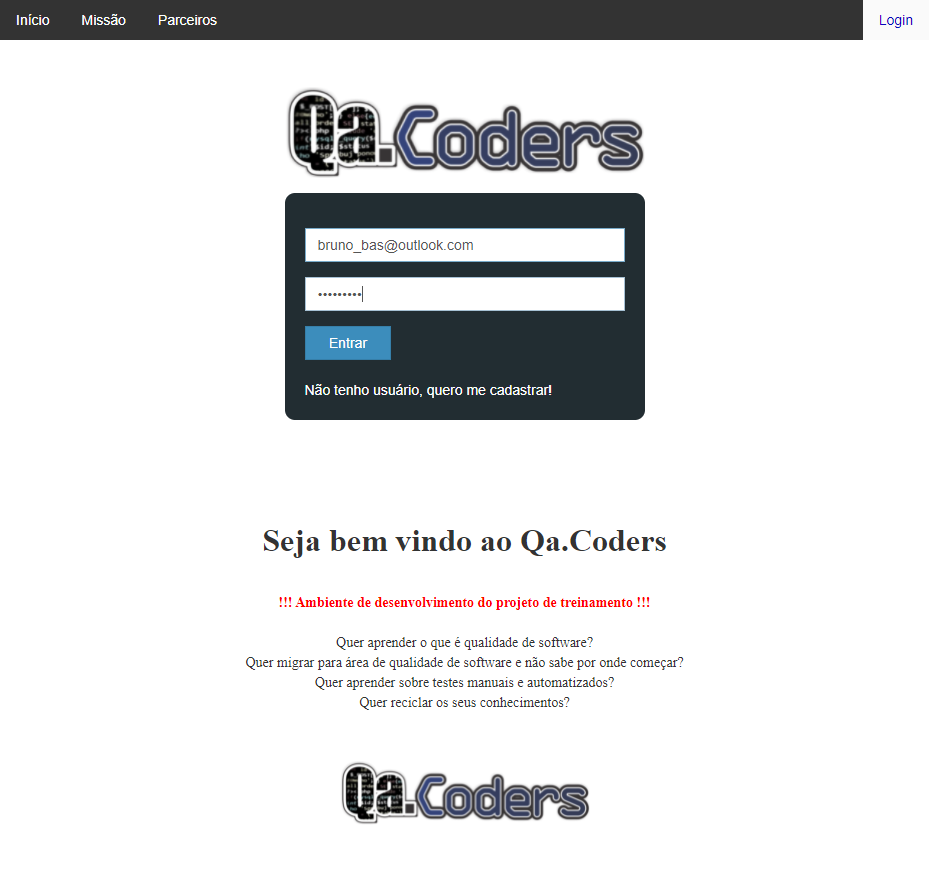 Início Missão Parceiros Login
Qa.Coders
bruno_bas@outlook.com
•••••••••
Entrar
Não tenho usuário, quero me cadastrar!
Seja bem vindo ao Qa.Coders
!!! Ambiente de desenvolvimento do projeto de treinamento !!!
Quer aprender o que é qualidade de software?
Quer migrar para área de qualidade de software e não sabe por onde começar?
Quer aprender sobre testes manuais e automatizados?
Quer reciclar os seus conhecimentos?
Qa.Coders